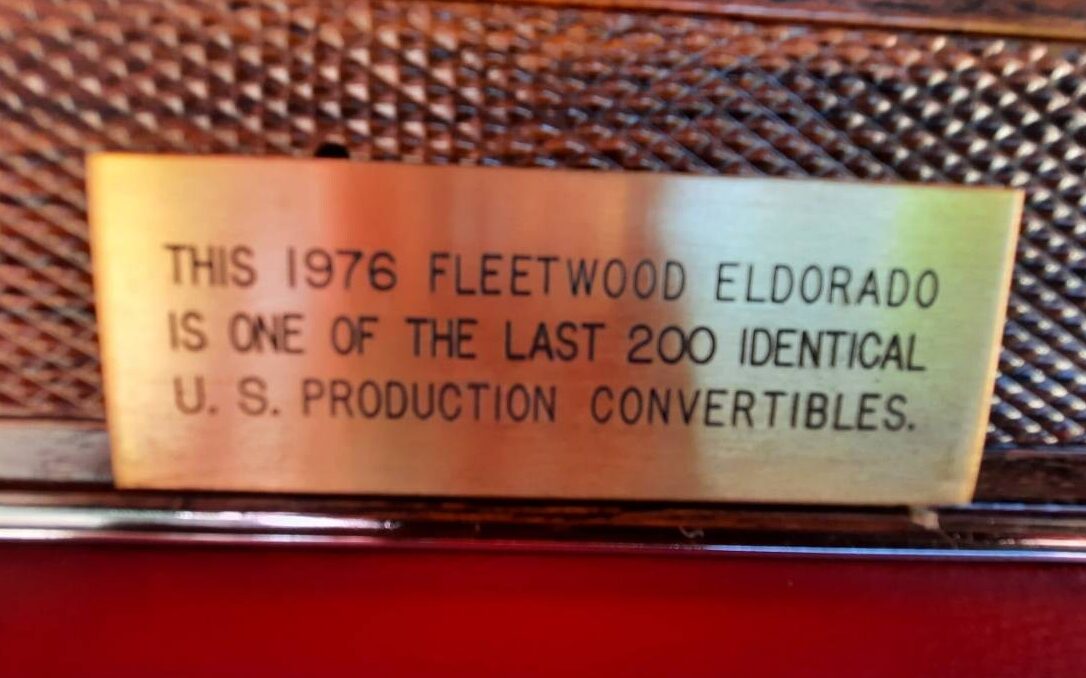 THIS 1976 FLEETWOOD ELDORADO
IS ONE OF THE LAST 200 IDENTICAL
U. S. PRODUCTION CONVERTIBLES.